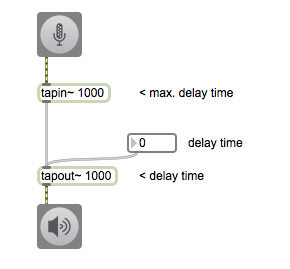 tapin~ 1000
< max. delay time
0
delay time
tapout~ 1000
< delay time